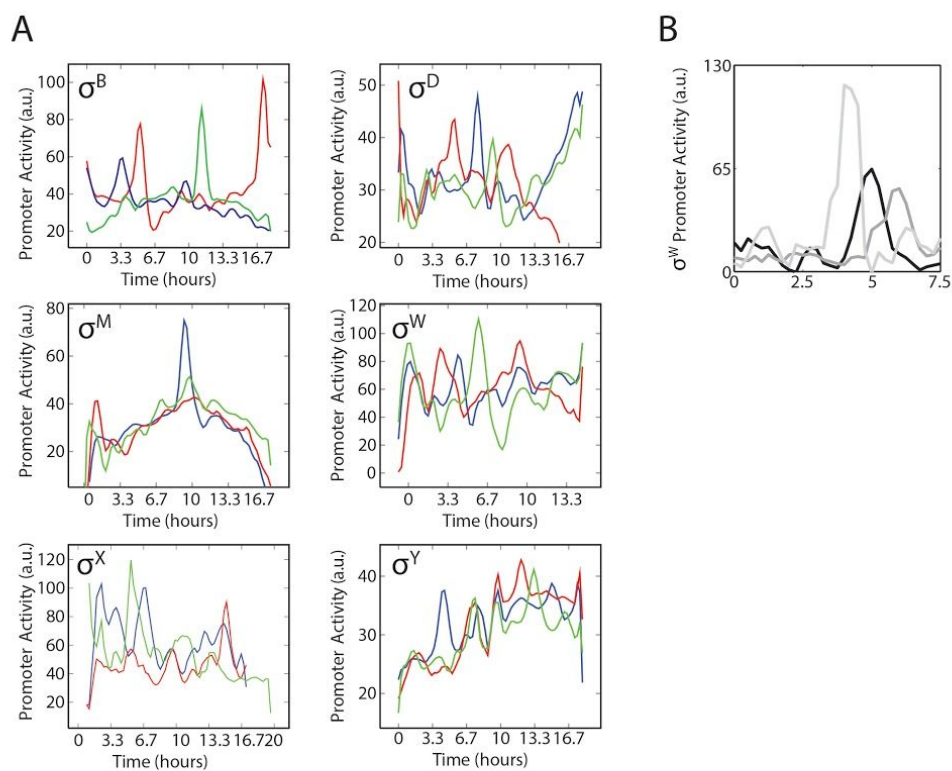 A
σB
Promoter Activity (a.u.)
100
80
60
40
20
0 3.3 6.7 10 13.3 16.7
Time (hours)
σD
Promoter Activity (a.u.)
50
40
30
20
0 3.3 6.7 10 13.3 16.7
Time (hours)
B
σW Promoter Activity (a.u.)
130
65
0
0 2.5 5 7.5
σM
Promoter Activity (a.u.)
80
60
40
20
0 3.3 6.7 10 13.3 16.7
Time (hours)
σW
Promoter Activity (a.u.)
120
100
80
60
40
20
0
0 3.3 6.7 10 13.3
Time (hours)
σX
Promoter Activity (a.u.)
120
100
80
60
40
20
0 3.3 6.7 10 13.3 16.7 20
Time (hours)
σY
Promoter Activity (a.u.)
40
30
20
0 3.3 6.7 10 13.3 16.7
Time (hours)